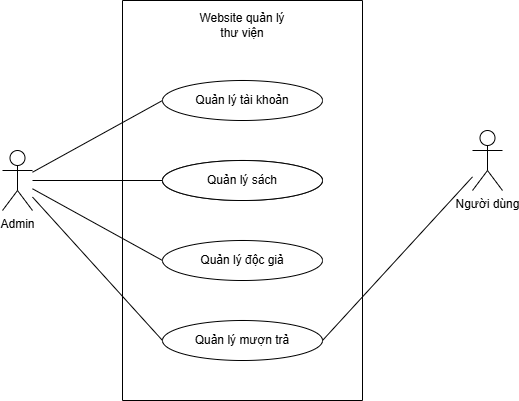 Website quản lý
thư viện
Quản lý tài khoản
Quản lý sách
Admin
Người dùng
Quản lý độc giả
Quản lý mượn trả